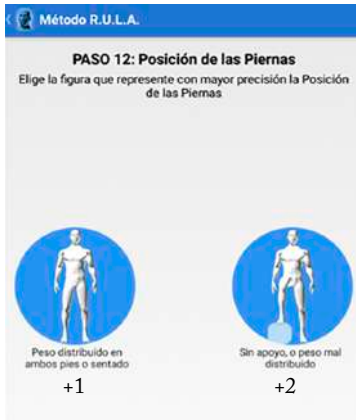 Método R.U.L.A.
PASO 12: Posición de las Piernas
Elige la figura que represente con mayor precisión la Posición
de las Piernas
Peso distribuido en
ambos pies o sentado
+1
Sin apoyo, o peso mal
distribuido
+2